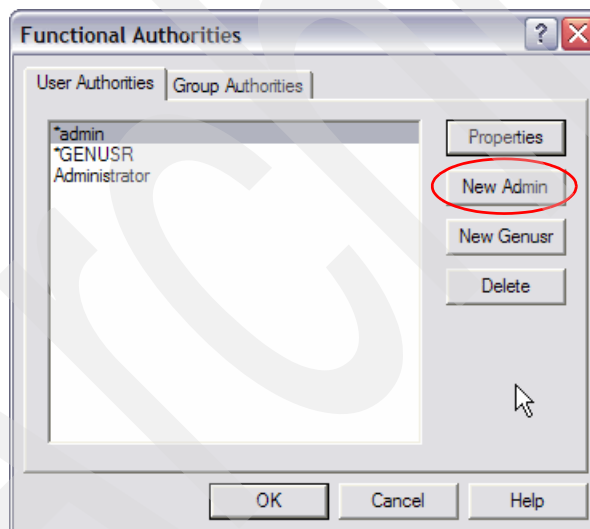 Functional Authorities
User Authorities Group Authorities
*admin
*GENUSR
Administrator
Properties
New Admin
New Genusr
Delete
OK Cancel Help